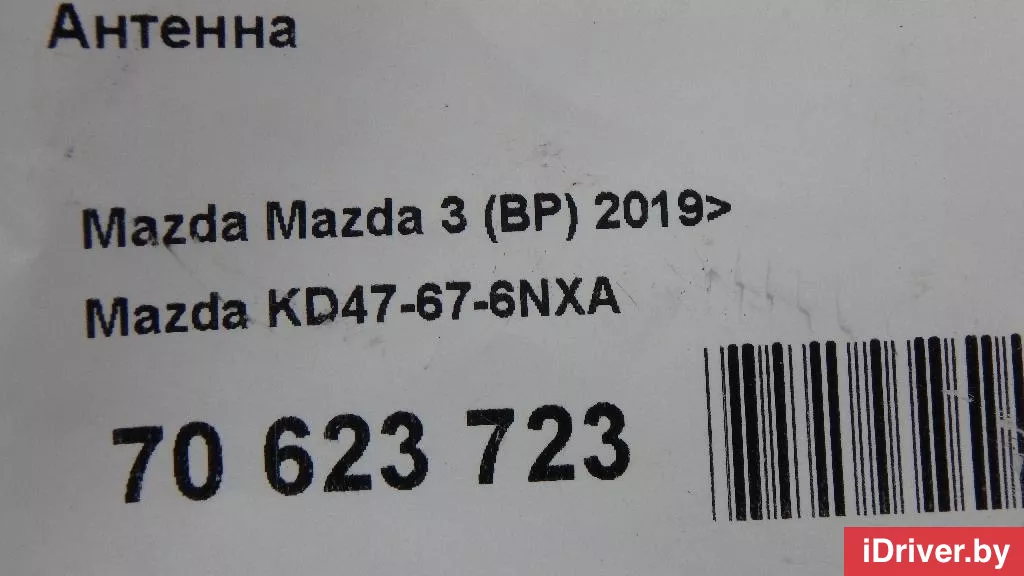 Антенна
Mazda Mazda 3 (BP) 2019>
Mazda KD47-67-6NXA
70 623 723
iDriver.by